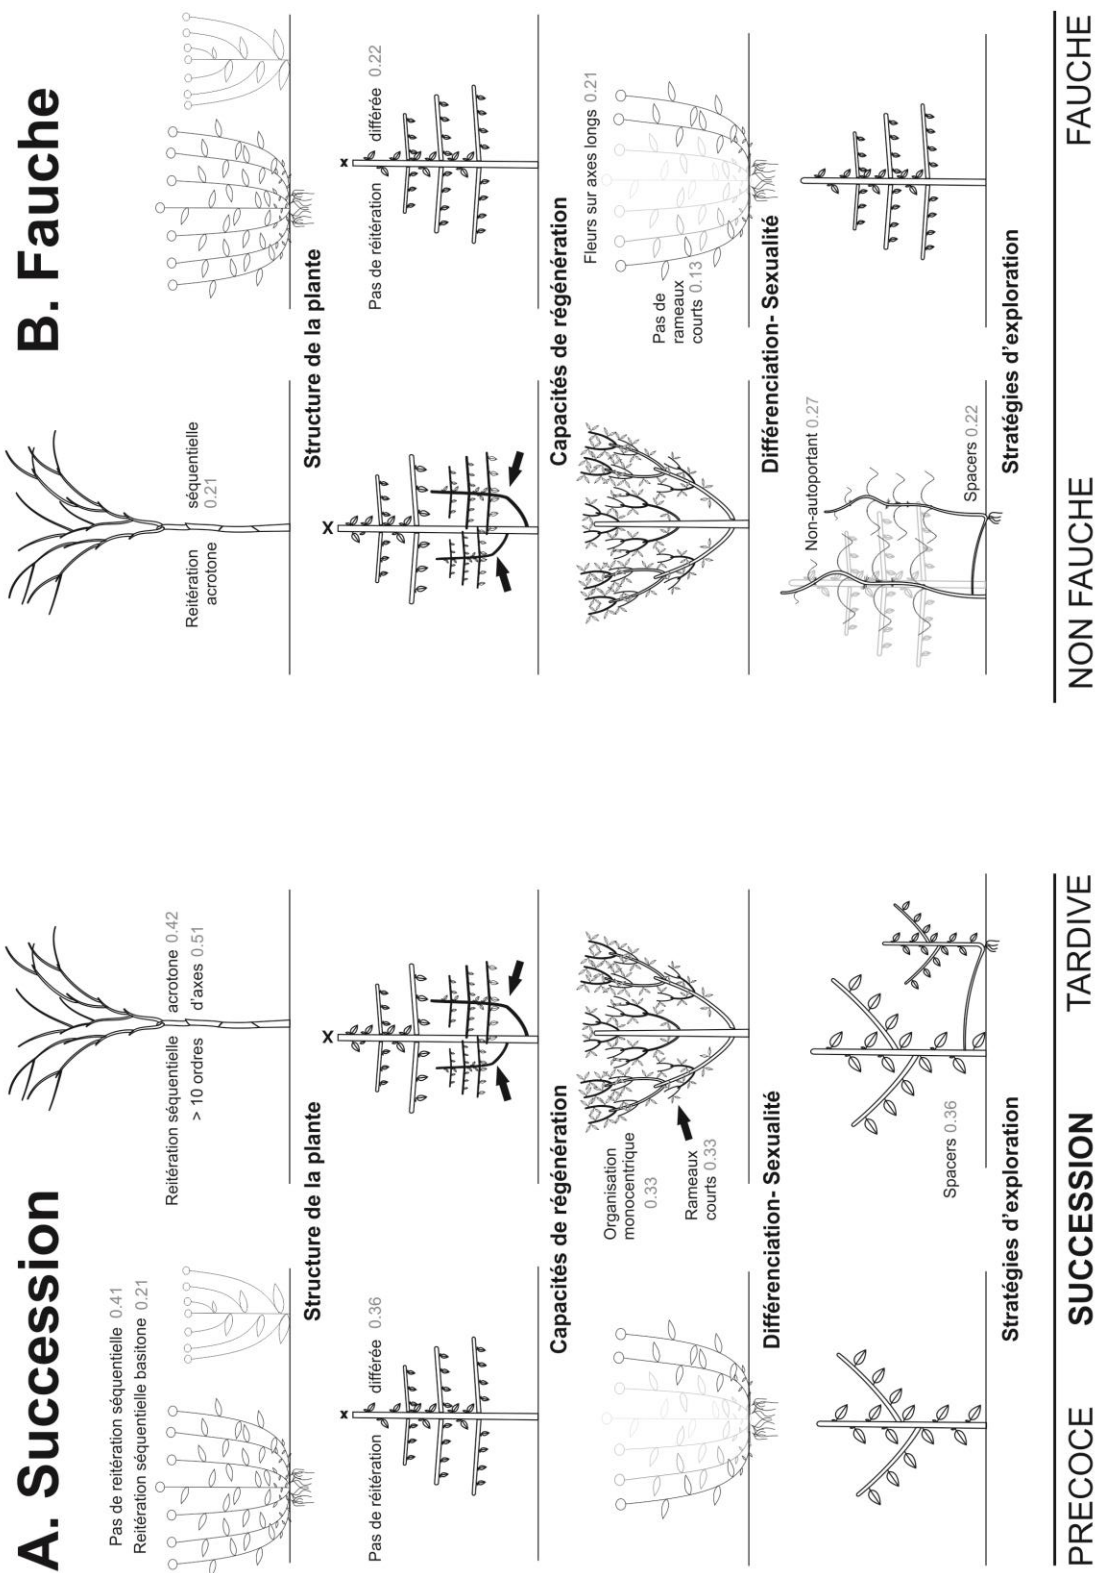 A. Succession
Pas de reitération séquentielle 0.41
Reitération séquentielle basitone 0.21
Reitération séquentielle acrotone 0.42
> 10 ordres d'axes 0.51
Structure de la plante
Pas de réitération différée 0.36
x
X
Capacités de régénération
Organisation
monocentrique
0.33
Rameaux
courts 0.33
Différenciation- Sexualité
Spacers 0.36
Stratégies d'exploration
PRECOCE SUCCESSION TARDIVE
B. Fauche
Reitération séquentielle
acrotone 0.21
Structure de la plante
Pas de réitération différée 0.22
X
x
Capacités de régénération
Fleurs sur axes longs 0.21
Pas de
rameaux
courts 0.13
Différenciation- Sexualité
Non-autoportant 0.27
Spacers 0.22
Stratégies d'exploration
NON FAUCHE FAUCHE